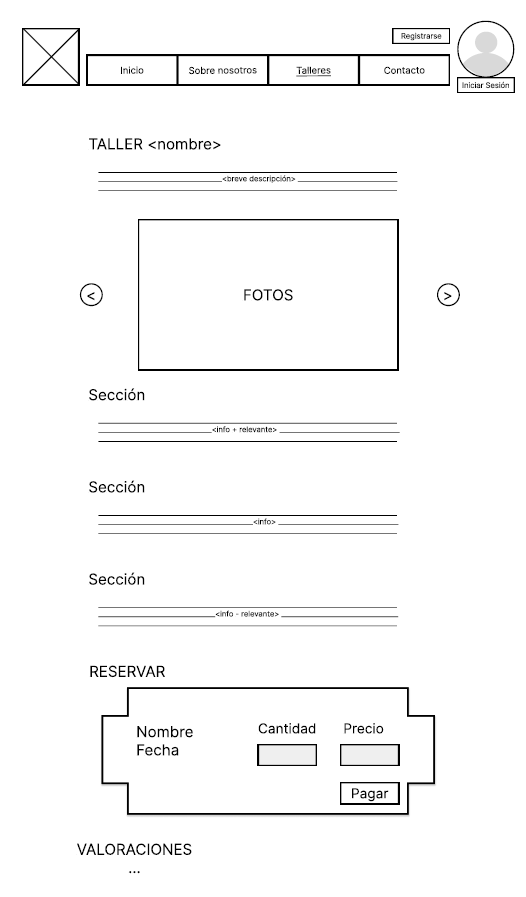 Registrarse
Inicio
Sobre nosotros
Talleres
Contacto
Iniciar Sesión
TALLER <nombre>
<breve descripción>
FOTOS
<
>
Sección
<info + relevante>
Sección
<info>
Sección
<info - relevante>
RESERVAR
Nombre
Fecha
Cantidad
Precio
Pagar
VALORACIONES
...